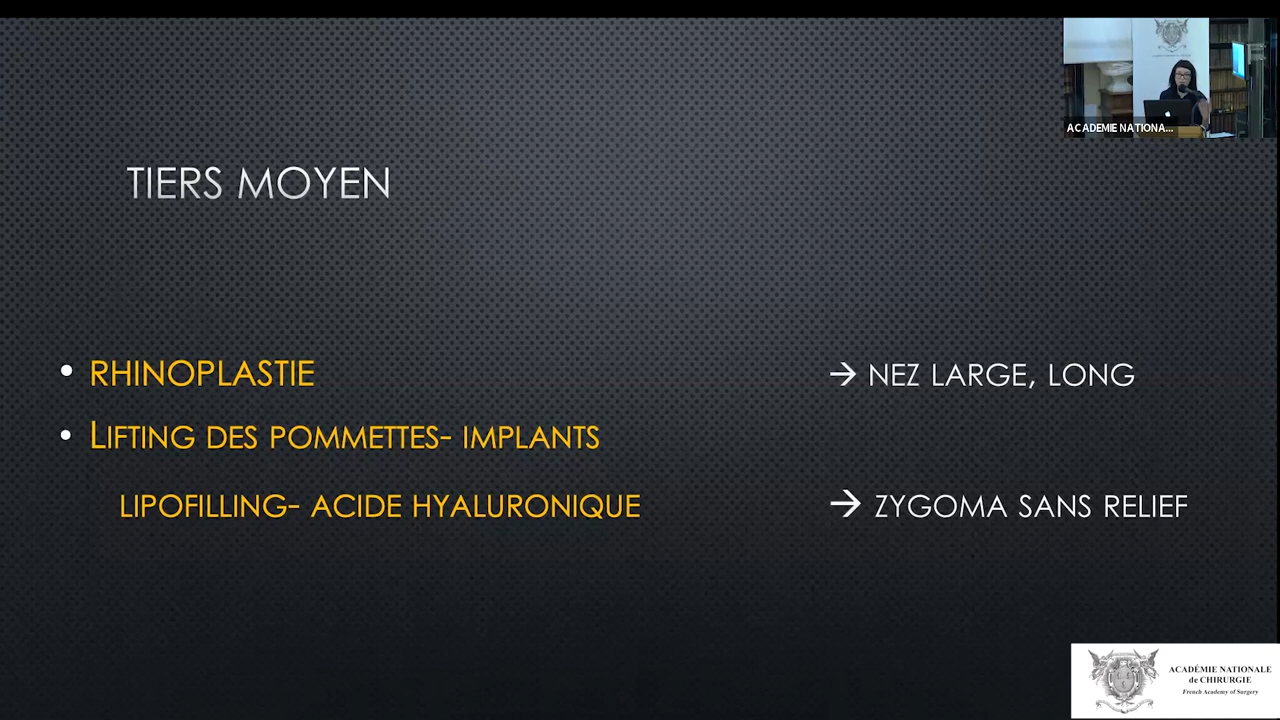 ACADEMIE NATIONA...
TIERS MOYEN
• RHINOPLASTIE → NEZ LARGE, LONG
• LIFTING DES POMMETTES- IMPLANTS
LIPOFILLING- ACIDE HYALURONIQUE → ZYGOMA SANS RELIEF
ACADÉMIE NATIONALE
de CHIRURGIE
French Academy of Surgery